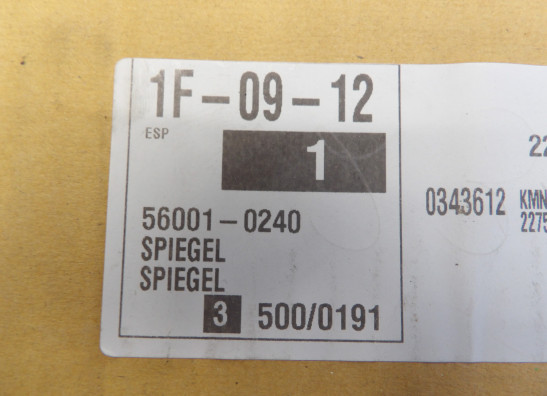 1F-09-12
ESP
1
56001-0240
SPIEGEL
SPIEGEL
3 500/0191
22
0343612
KMN
2275